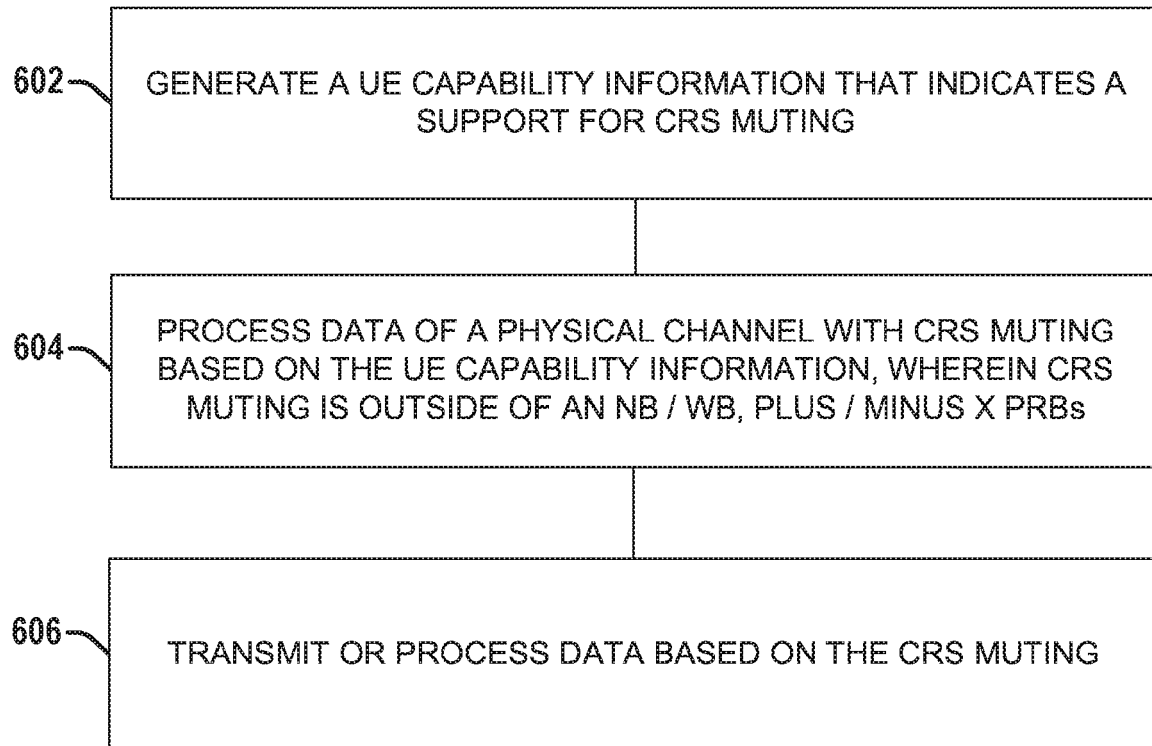 602
GENERATE A UE CAPABILITY INFORMATION THAT INDICATES A
SUPPORT FOR CRS MUTING
604
PROCESS DATA OF A PHYSICAL CHANNEL WITH CRS MUTING
BASED ON THE UE CAPABILITY INFORMATION, WHEREIN CRS
MUTING IS OUTSIDE OF AN NB / WB, PLUS / MINUS X PRBs
606
TRANSMIT OR PROCESS DATA BASED ON THE CRS MUTING